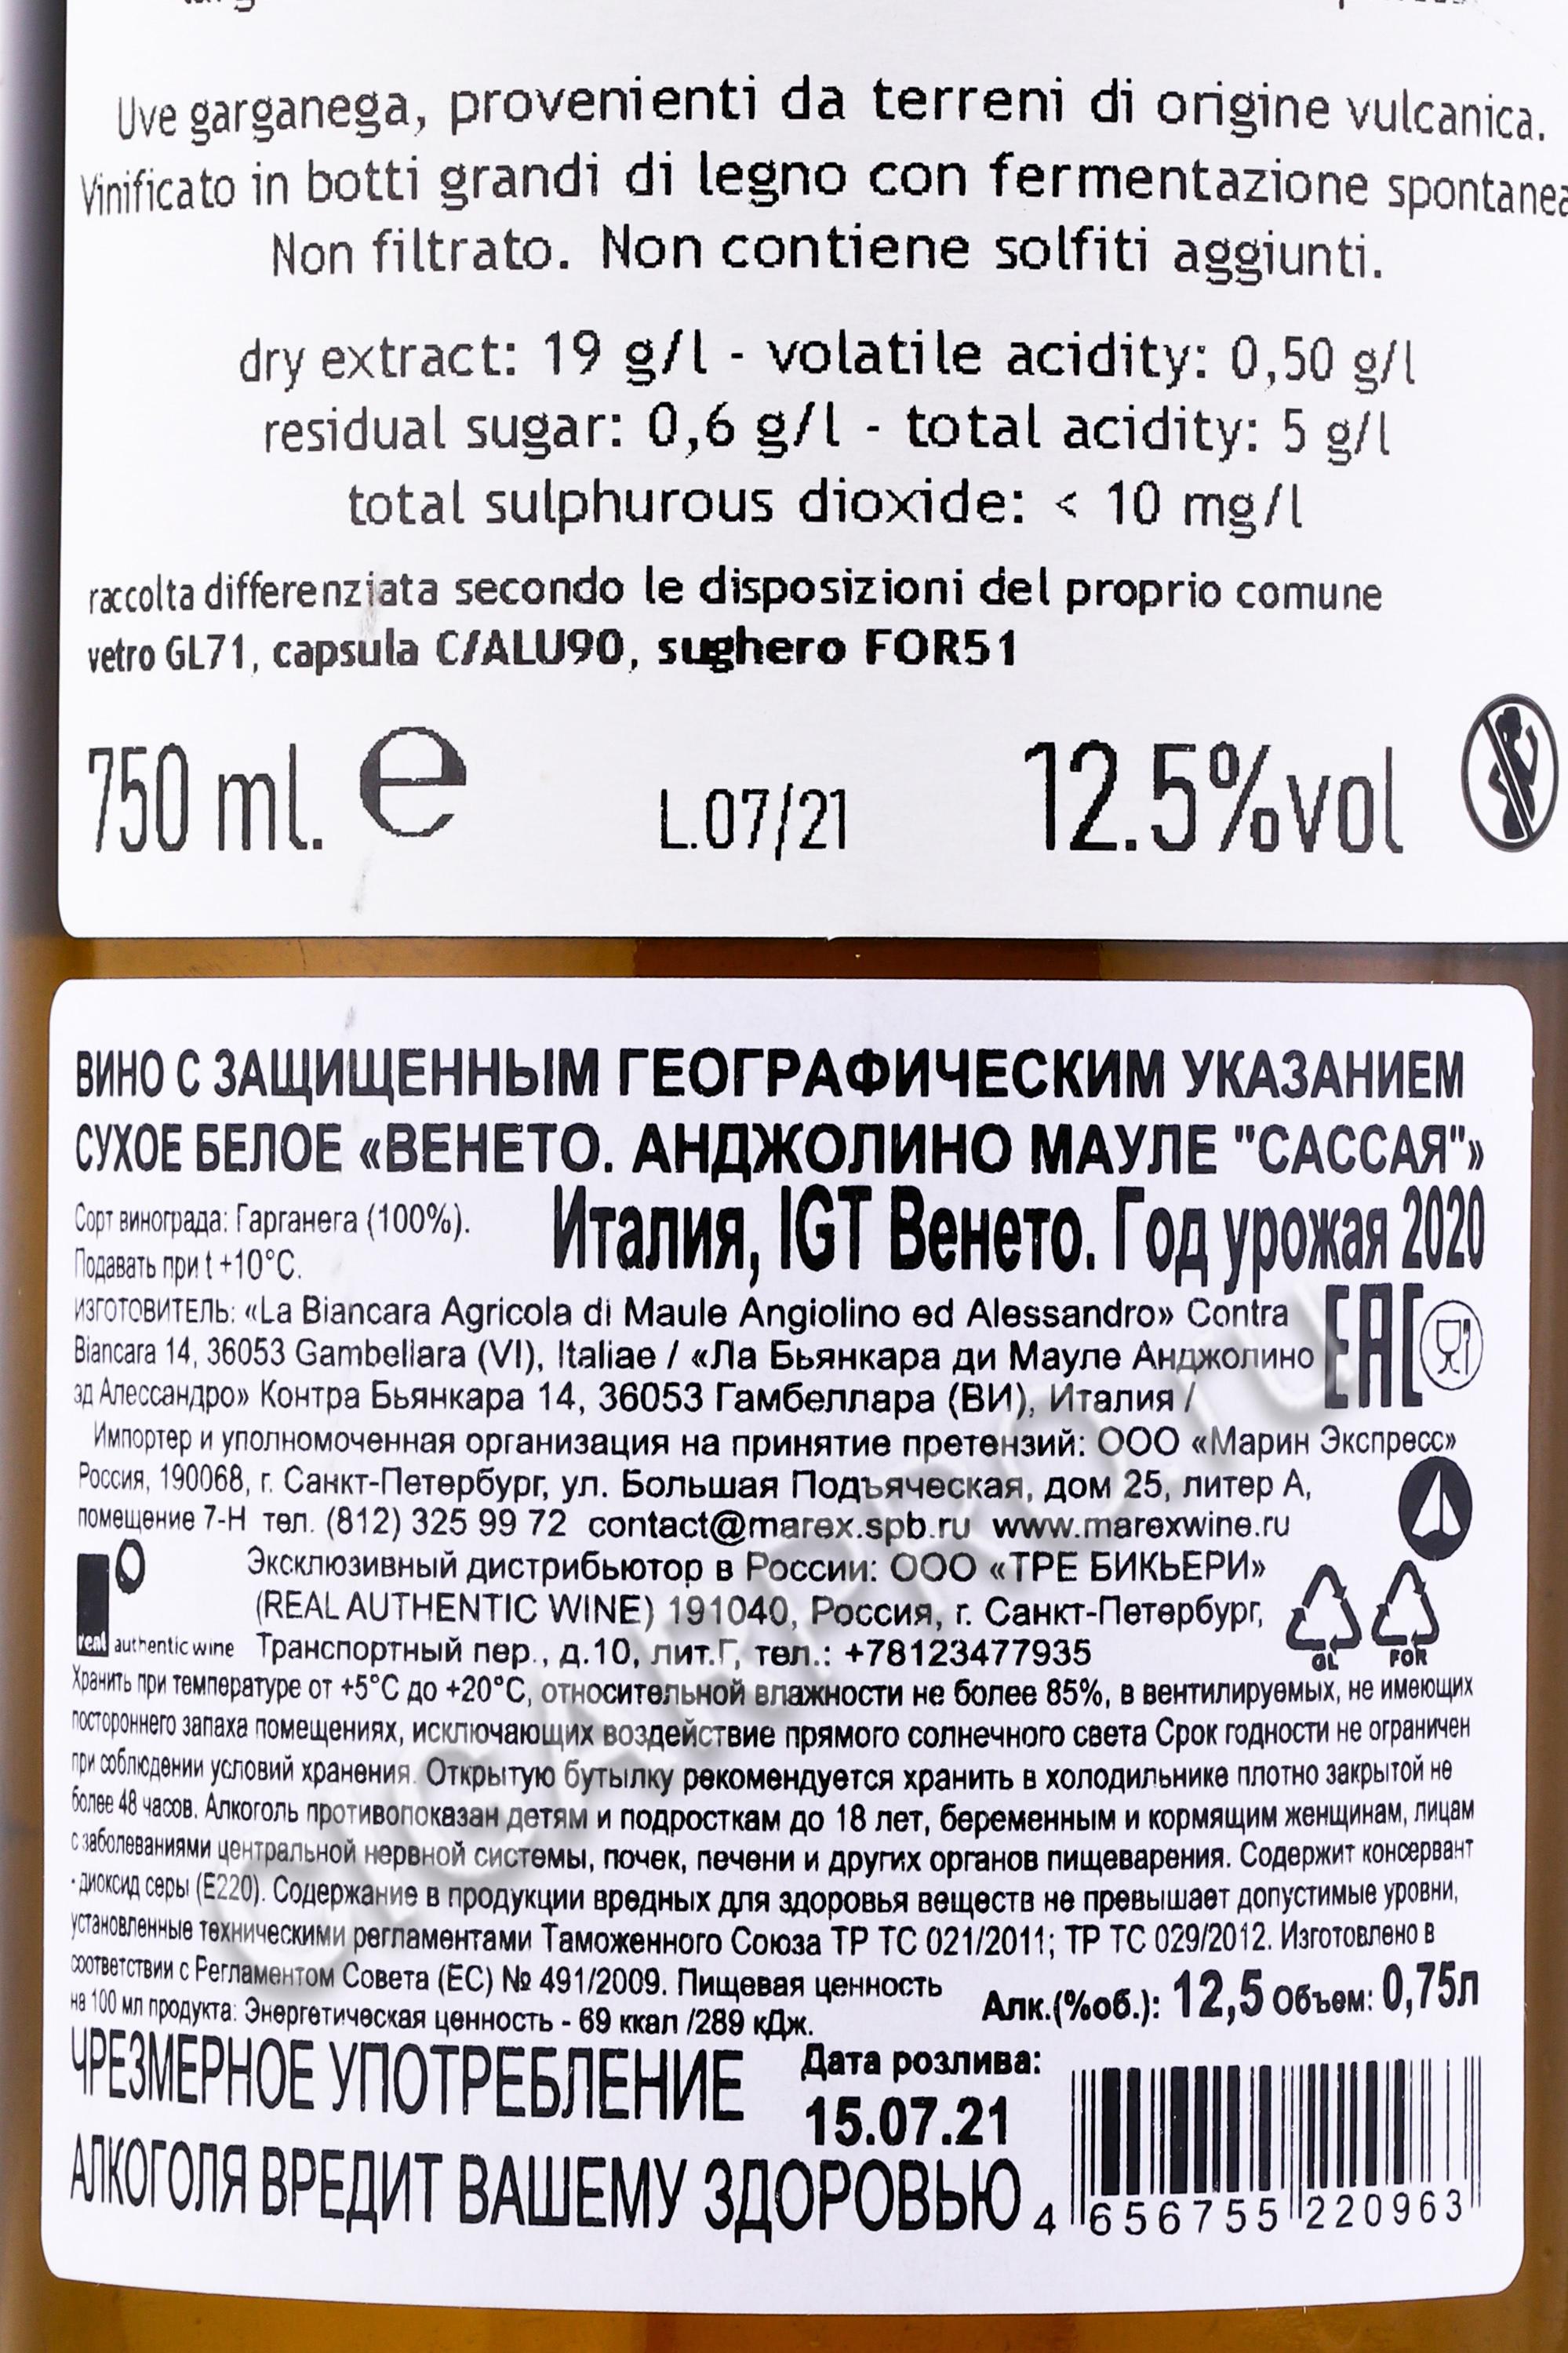 Uve garganega, provenienti da terreni di origine vulcanica.
Vinificato in botti grandi di legno con fermentazione spontanea
Non filtrato. Non contiene solfiti aggiunti.
dry extract: 19 g/l - volatile acidity: 0,50 g/l
residual sugar: 0,6 g/l - total acidity: 5 g/l
total sulphurous dioxide: < 10 mg/l
raccolta differenziata secondo le disposizioni del proprio comune
vetro GL71, capsula C/ALU90, sughero FOR51
750 ml. e L.07/21 12.5%vol
ВИНО С ЗАЩИЩЕННЫМ ГЕОГРАФИЧЕСКИМ УКАЗАНИЕМ
СУХОЕ БЕЛОЕ «ВЕНЕТО. АНДЖОЛИНО МАУЛЕ "САССАЯ"»
Сорт винограда: Гарганега (100%).
Подавать при t +10°C.
Италия, IGT Венето. Год урожая 2020
ИЗГОТОВИТЕЛЬ: «La Biancara Agricola di Maule Angiolino ed Alessandro» Contra
Biancara 14, 36053 Gambellara (VI), Italiae / «Ла Бьянкара ди Мауле Анджолино
эд Алессандро» Контра Бьянкара 14, 36053 Гамбеллара (ВИ), Италия /
EAC
Импортер и уполномоченная организация на принятие претензий: ООО «Марин Экспресс»
Россия, 190068, г. Санкт-Петербург, ул. Большая Подъяческая, дом 25, литер А,
помещение 7-Н тел. (812) 325 99 72 contact@marex.spb.ru www.marexwine.ru
Эксклюзивный дистрибьютор в России: ООО «ТРЕ БИКЬЕРИ»
(REAL AUTHENTIC WINE) 191040, Россия, г. Санкт-Петербург,
real authentic wine Транспортный пер., д.10, лит.Г, тел.: +78123477935
GL FOR
Хранить при температуре от +5°C до +20°C, относительной влажности не более 85%, в вентилируемых, не имеющих
постороннего запаха помещениях, исключающих воздействие прямого солнечного света Срок годности не ограничен
при соблюдении условий хранения. Открытую бутылку рекомендуется хранить в холодильнике плотно закрытой не
более 48 часов. Алкоголь противопоказан детям и подросткам до 18 лет, беременным и кормящим женщинам, лицам
с заболеваниями центральной нервной системы, почек, печени и других органов пищеварения. Содержит консервант
- диоксид серы (E220). Содержание в продукции вредных для здоровья веществ не превышает допустимые уровни,
установленные техническими регламентами Таможенного Союза ТР ТС 021/2011; ТР ТС 029/2012. Изготовлено в
соответствии с Регламентом Совета (ЕС) № 491/2009. Пищевая ценность
на 100 мл продукта: Энергетическая ценность - 69 ккал /289 кДж.
Алк.(%об.): 12,5 Объем: 0,75л
ЧРЕЗМЕРНОЕ УПОТРЕБЛЕНИЕ
АЛКОГОЛЯ ВРЕДИТ ВАШЕМУ ЗДОРОВЬЮ
Дата розлива:
15.07.21
4 656755 220963
CIGARPRO.ru